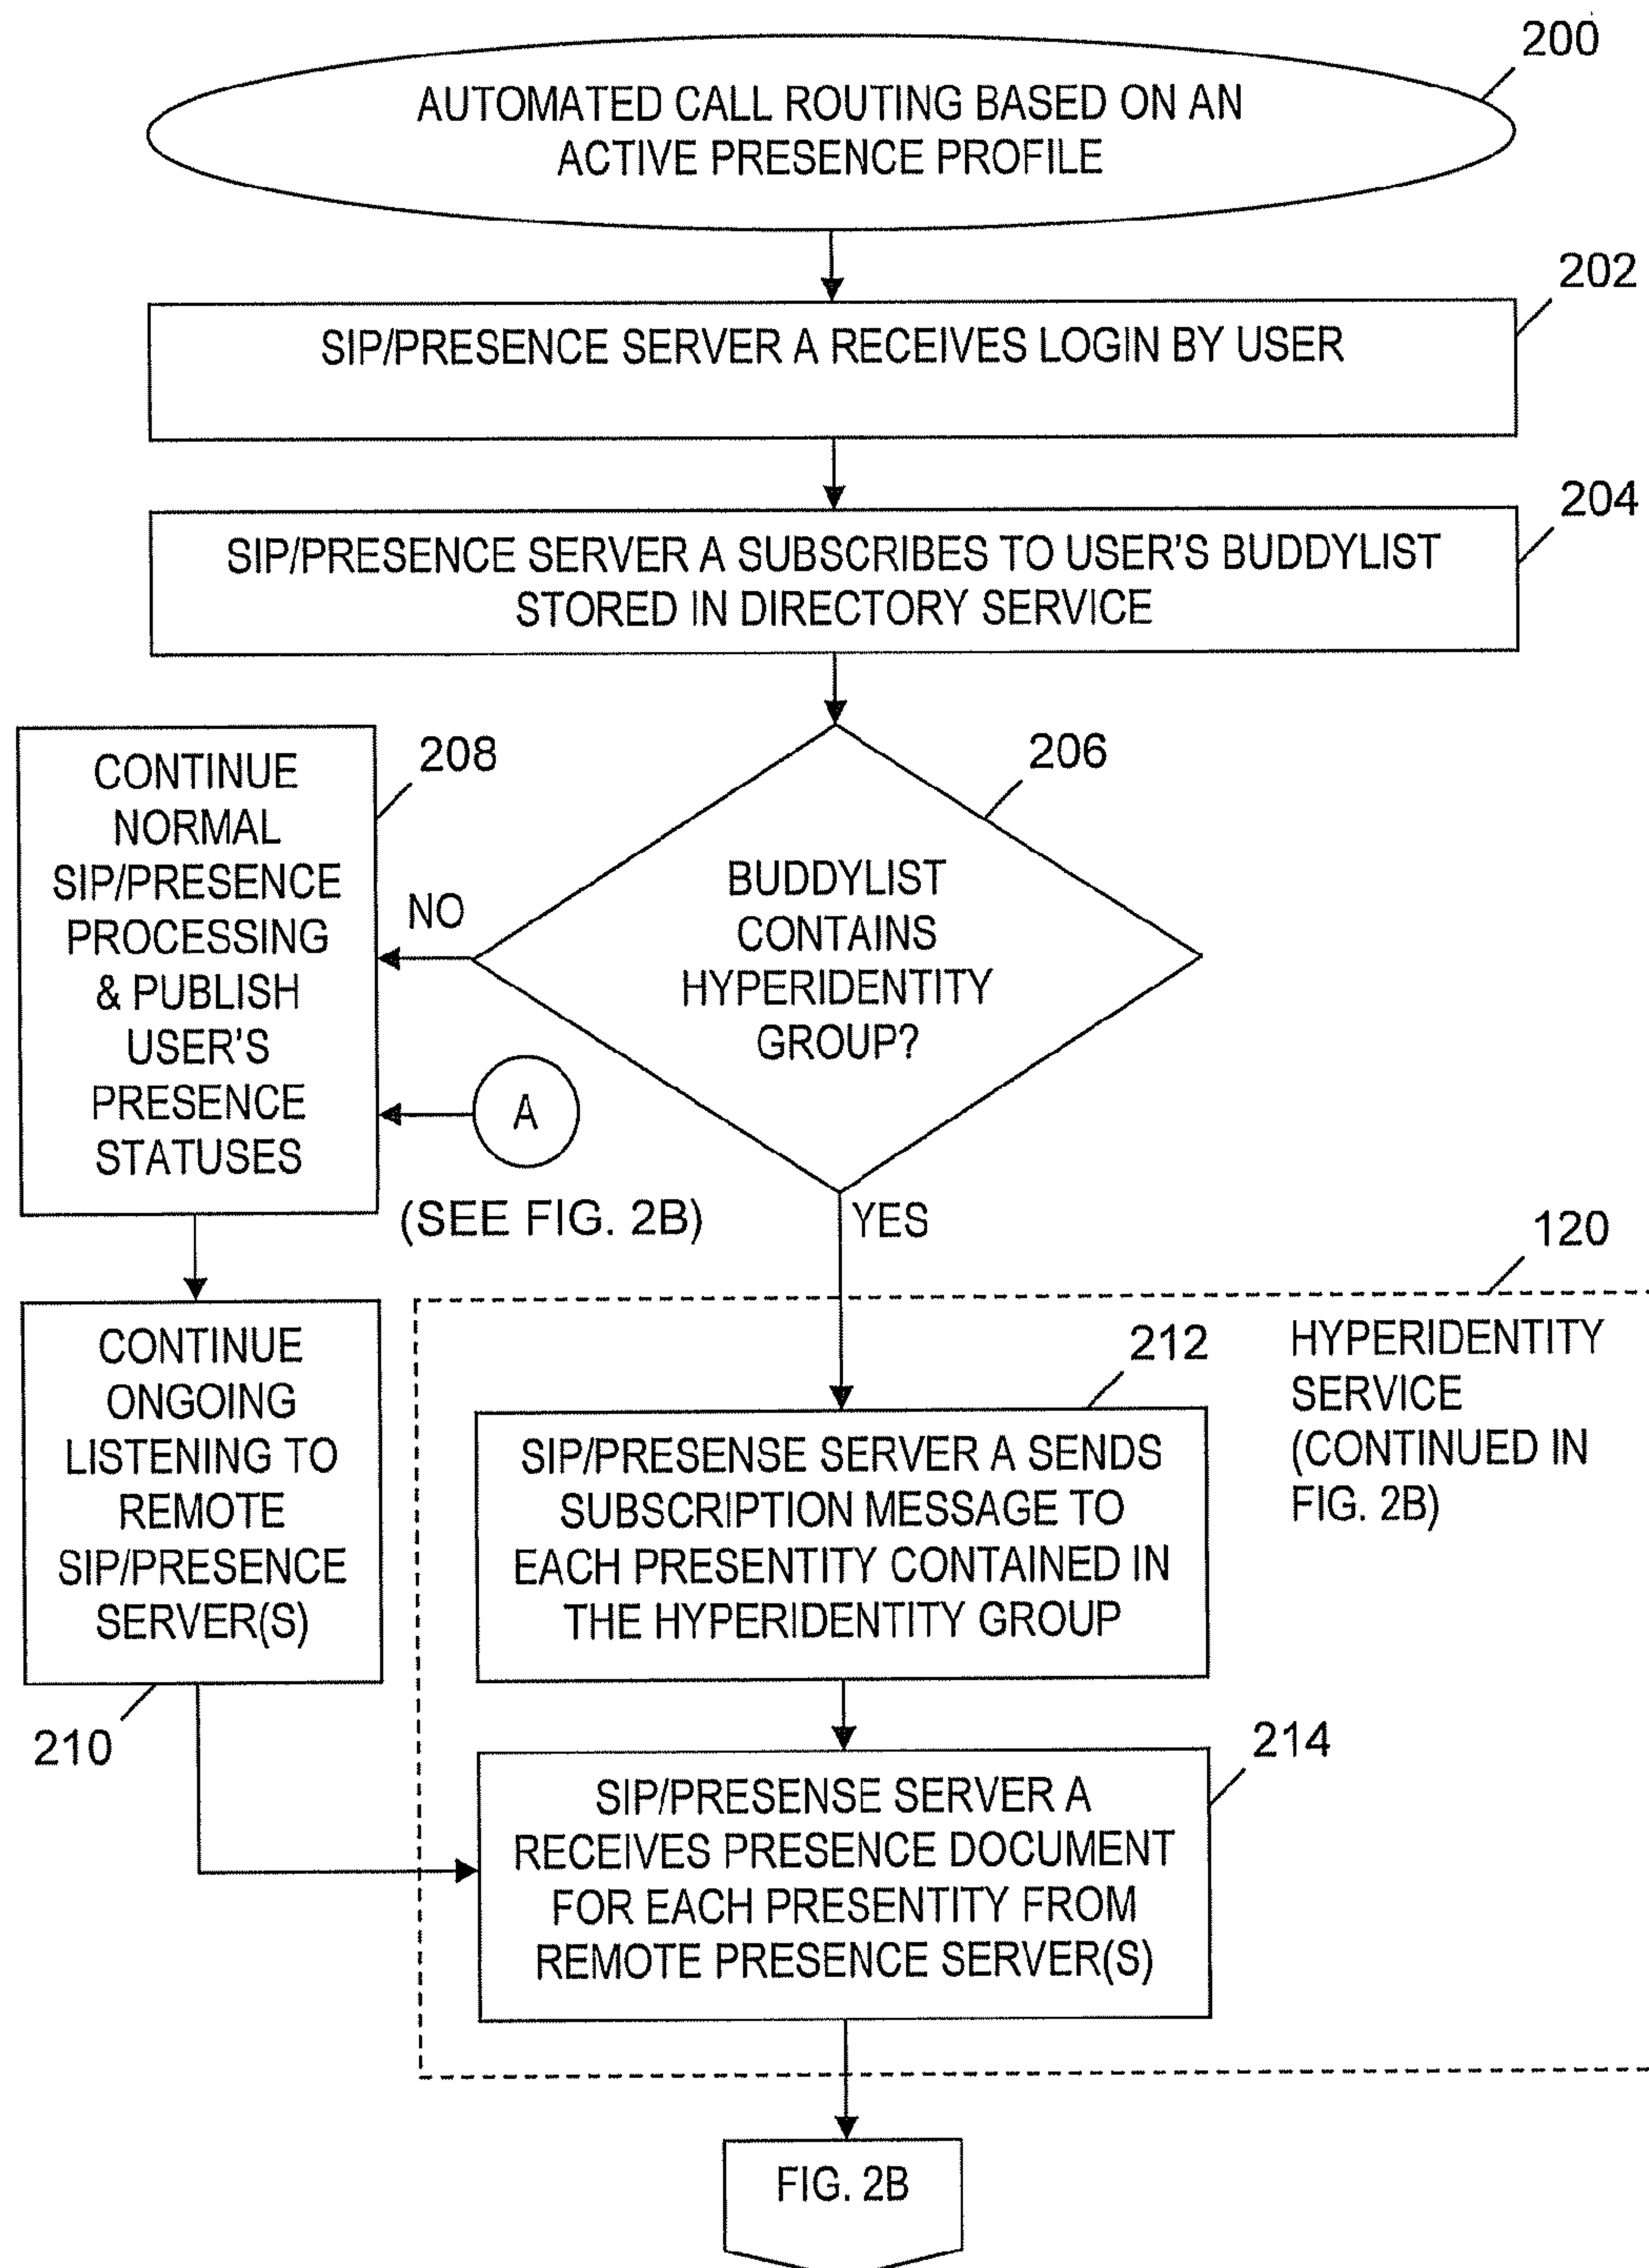 200
AUTOMATED CALL ROUTING BASED ON AN
ACTIVE PRESENCE PROFILE
202
SIP/PRESENCE SERVER A RECEIVES LOGIN BY USER
204
SIP/PRESENCE SERVER A SUBSCRIBES TO USER'S BUDDYLIST
STORED IN DIRECTORY SERVICE
206
BUDDYLIST
CONTAINS
HYPERIDENTITY
GROUP?
NO
208
CONTINUE
NORMAL
SIP/PRESENCE
PROCESSING
& PUBLISH
USER'S
PRESENCE
STATUSES
A
(SEE FIG. 2B)
YES
120
HYPERIDENTITY
SERVICE
(CONTINUED IN
FIG. 2B)
CONTINUE
ONGOING
LISTENING TO
REMOTE
SIP/PRESENCE
SERVER(S)
210
212
SIP/PRESENSE SERVER A SENDS
SUBSCRIPTION MESSAGE TO
EACH PRESENTITY CONTAINED IN
THE HYPERIDENTITY GROUP
214
SIP/PRESENSE SERVER A
RECEIVES PRESENCE DOCUMENT
FOR EACH PRESENTITY FROM
REMOTE PRESENCE SERVER(S)
FIG. 2B